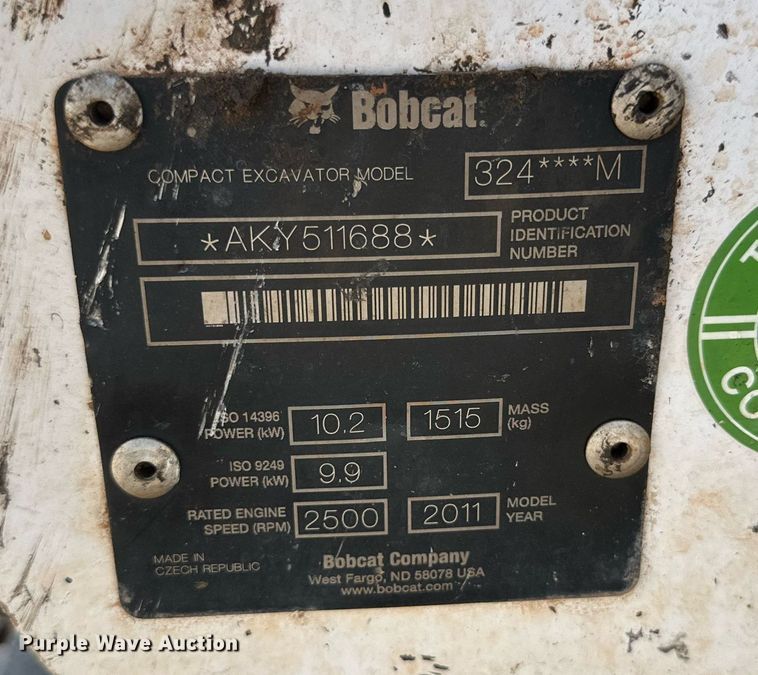 Bobcat.
COMPACT EXCAVATOR MODEL 324****M
*AKY511688* PRODUCT
IDENTIFICATION
NUMBER
ISO 14396
POWER (kW) 10.2 1515 MASS
(kg)
ISO 9249
POWER (kW) 9.9
RATED ENGINE
SPEED (RPM) 2500 2011 MODEL
YEAR
MADE IN
CZECH REPUBLIC
Bobcat Company
West Fargo, ND 58078 USA
www.bobcat.com
CO
Purple Wave Auction